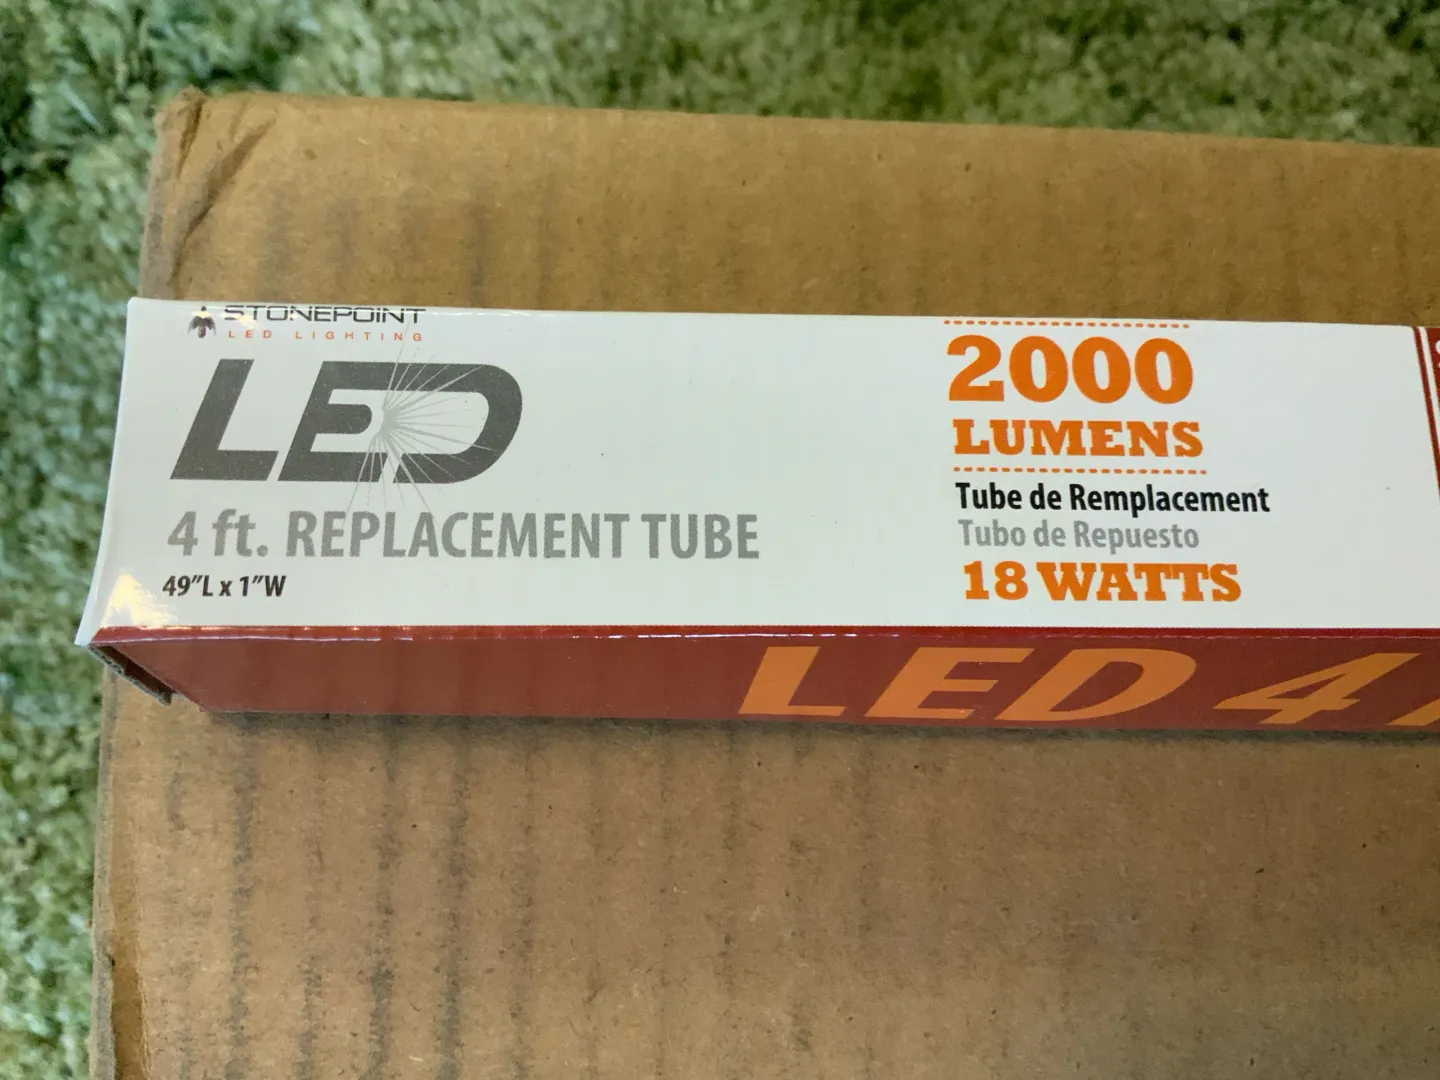 STONEPOINT
LED LIGHTING
LED
4 ft. REPLACEMENT TUBE
49"L x 1"W
2000
LUMENS
Tube de Remplacement
Tubo de Repuesto
18 WATTS
LED 4